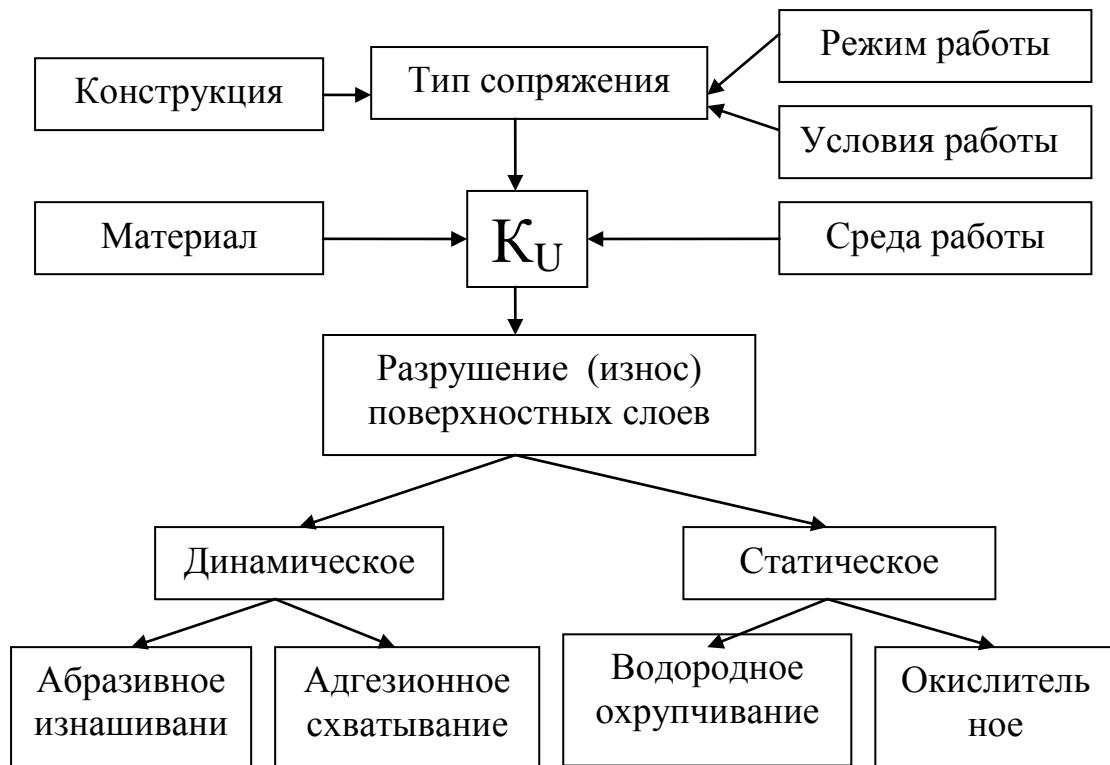 Режим работы
Тип сопряжения
Конструкция
Условия работы
Материал
К_U
Среда работы
Разрушение (износ)
поверхностных слоев
Динамическое
Статическое
Абразивное
изнашивани
Адгезионное
схватывание
Водородное
охрупчивание
Окислитель
ное